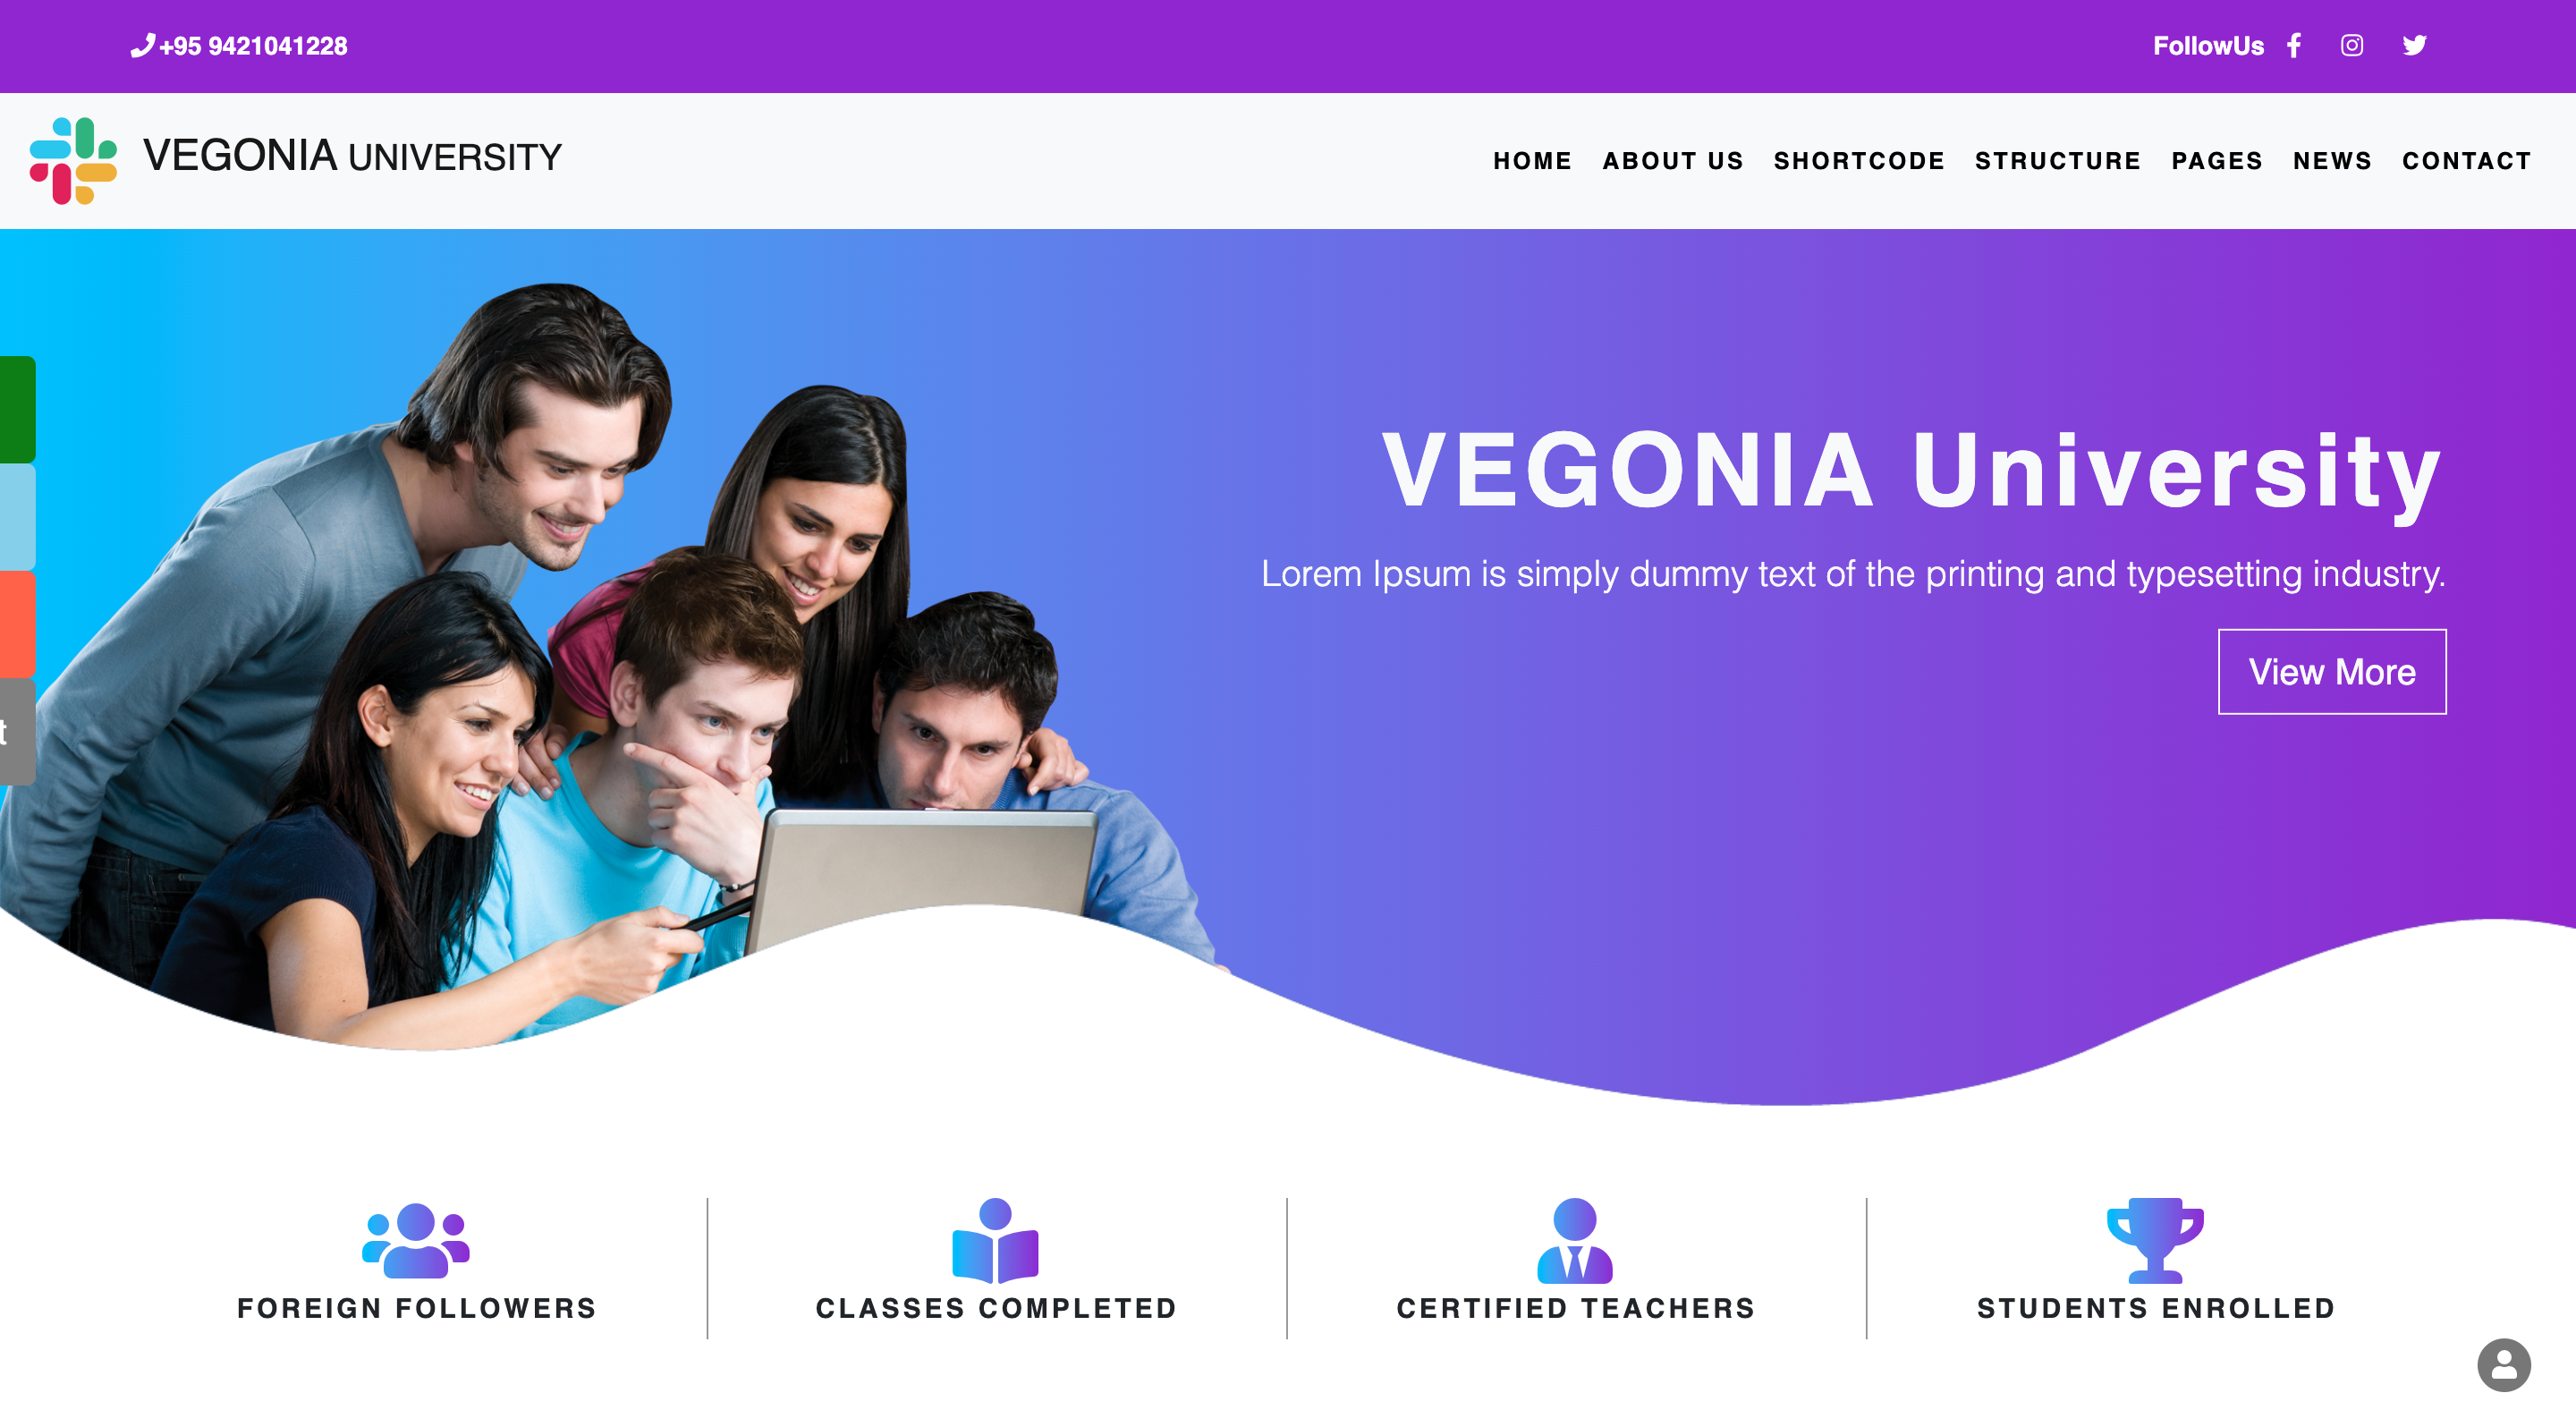 +95 9421041228
FollowUs
VEGONIA UNIVERSITY
HOME ABOUT US SHORTCODE STRUCTURE PAGES NEWS CONTACT
VEGONIA University
Lorem Ipsum is simply dummy text of the printing and typesetting industry.
View More
t
FOREIGN FOLLOWERS
CLASSES COMPLETED
CERTIFIED TEACHERS
STUDENTS ENROLLED